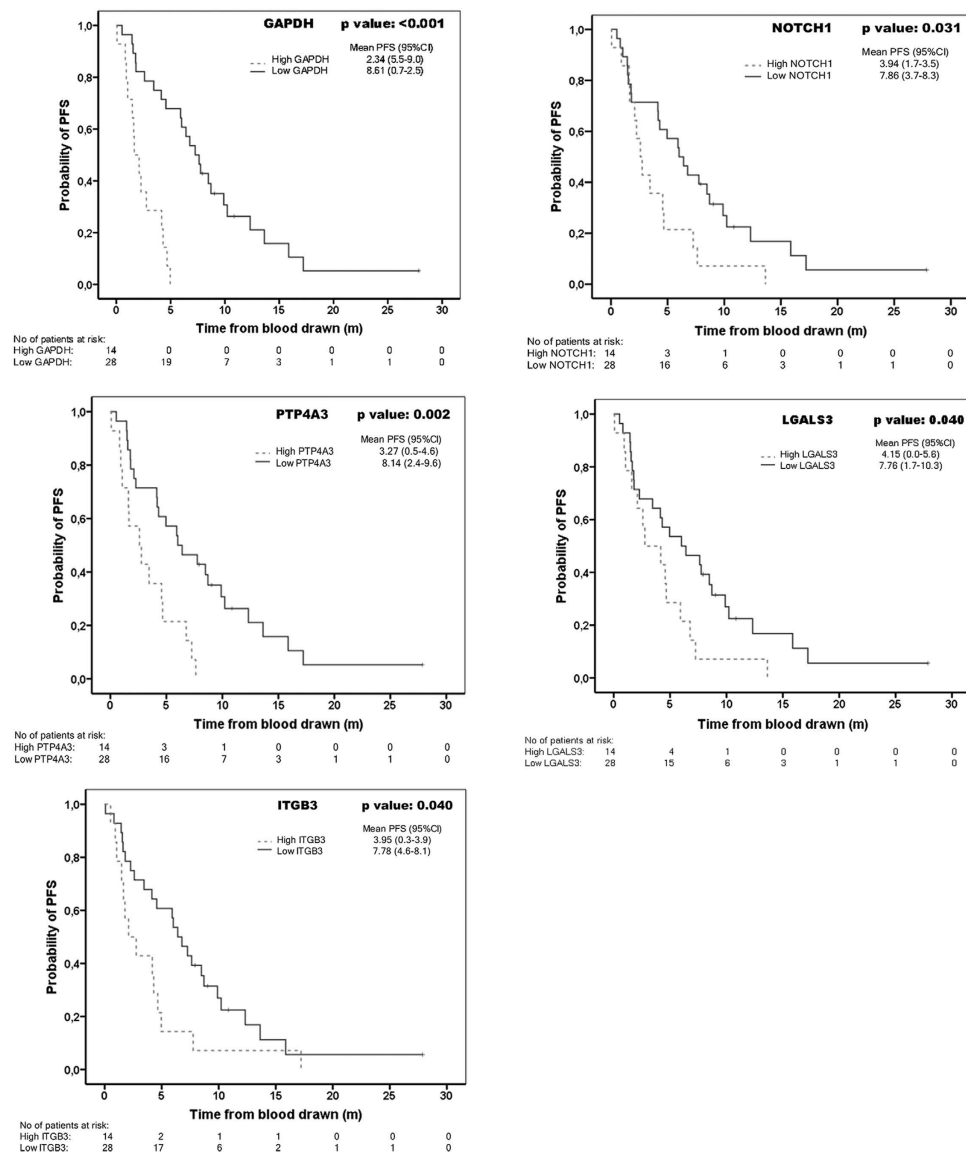 GAPDH p value: <0.001
Mean PFS (95%CI)
High GAPDH 2.34 (5.5-9.0)
Low GAPDH 8.61 (0.7-2.5)
Probability of PFS
1,0
0,8
0,6
0,4
0,2
0,0
0 5 10 15 20 25 30
Time from blood drawn (m)
No of patients at risk:
High GAPDH: 14 0 0 0 0 0 0
Low GAPDH: 28 19 7 3 1 1 0
NOTCH1 p value: 0.031
Mean PFS (95%CI)
High NOTCH1 3.94 (1.7-3.5)
Low NOTCH1 7.86 (3.7-8.3)
Probability of PFS
1,0
0,8
0,6
0,4
0,2
0,0
0 5 10 15 20 25 30
Time from blood drawn (m)
No of patients at risk:
High NOTCH1: 14 3 1 0 0 0 0
Low NOTCH1: 28 16 6 3 1 1 0
PTP4A3 p value: 0.002
Mean PFS (95%CI)
High PTP4A3 3.27 (0.5-4.6)
Low PTP4A3 8.14 (2.4-9.6)
Probability of PFS
1,0
0,8
0,6
0,4
0,2
0,0
0 5 10 15 20 25 30
Time from blood drawn (m)
No of patients at risk:
High PTP4A3: 14 3 1 0 0 0 0
Low PTP4A3: 28 16 7 3 1 1 0
LGALS3 p value: 0.040
Mean PFS (95%CI)
High LGALS3 4.15 (0.0-5.6)
Low LGALS3 7.76 (1.7-10.3)
Probability of PFS
1,0
0,8
0,6
0,4
0,2
0,0
0 5 10 15 20 25 30
Time from blood drawn (m)
No of patients at risk:
High LGALS3: 14 4 1 0 0 0 0
Low LGALS3: 28 15 6 3 1 1 0
ITGB3 p value: 0.040
Mean PFS (95%CI)
High ITGB3 3.95 (0.3-3.9)
Low ITGB3 7.78 (4.6-8.1)
Probability of PFS
1,0
0,8
0,6
0,4
0,2
0,0
0 5 10 15 20 25 30
Time from blood drawn (m)
No of patients at risk:
High ITGB3: 14 2 1 1 0 0 0
Low ITGB3: 28 17 6 2 1 1 0